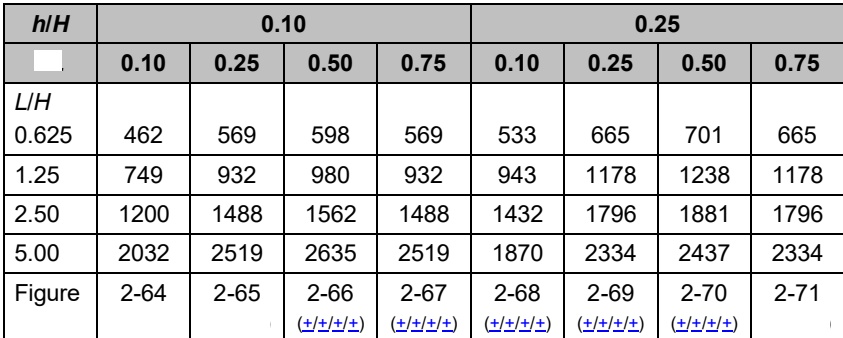 h/H 0.10 0.25
0.10 0.25 0.50 0.75 0.10 0.25 0.50 0.75
L/H
0.625 462 569 598 569 533 665 701 665
1.25 749 932 980 932 943 1178 1238 1178
2.50 1200 1488 1562 1488 1432 1796 1881 1796
5.00 2032 2519 2635 2519 1870 2334 2437 2334
Figure 2-64 2-65 2-66 2-67 2-68 2-69 2-70 2-71
(+/+/+/+) (+/+/+/+) (+/+/+/+) (+/+/+/+) (+/+/+/+)